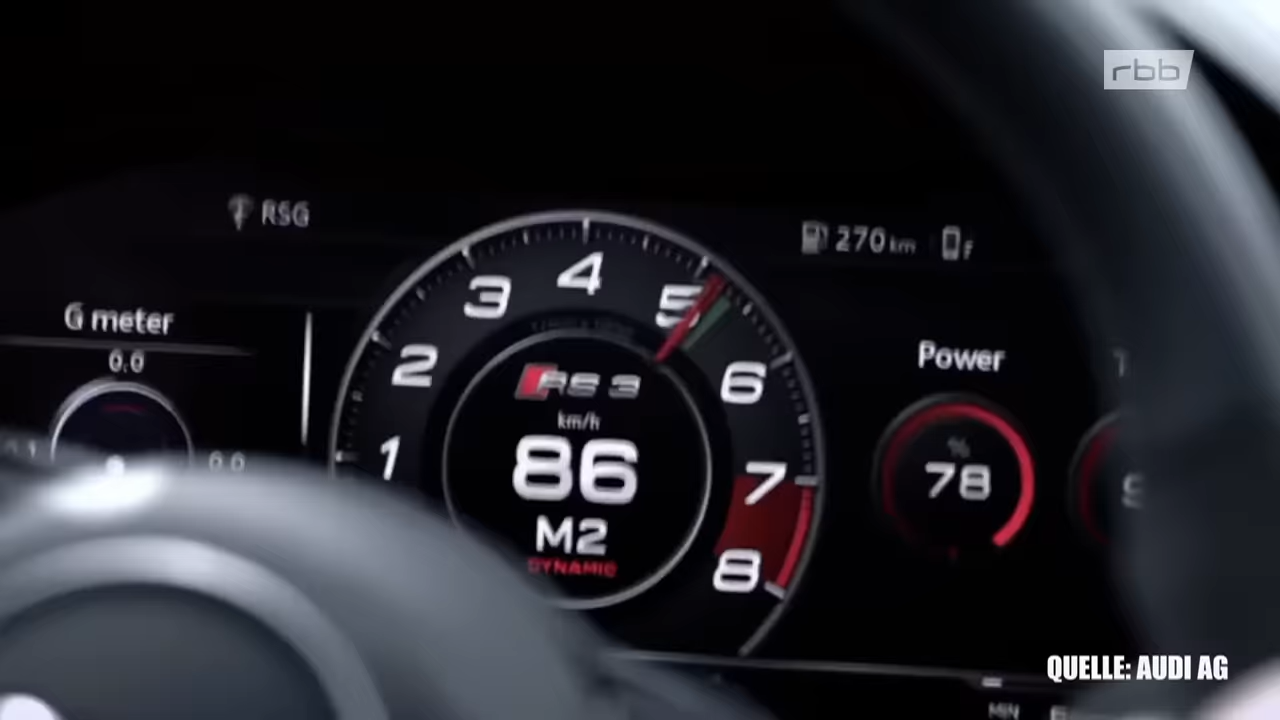 rbb
RSG
270 km
G meter
0.0
Power
1
2
3
4
5
6
7
8
RS 3
km/h
86
M2
DYNAMIC
%
78
0.0
QUELLE: AUDI AG
MIN